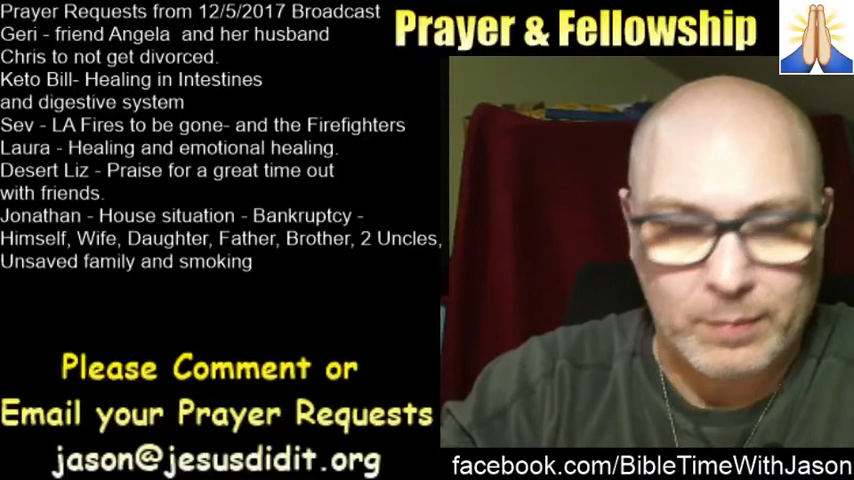 Prayer Requests from 12/5/2017 Broadcast
Geri - friend Angela and her husband
Chris to not get divorced.
Keto Bill- Healing in Intestines
and digestive system
Sev - LA Fires to be gone- and the Firefighters
Laura - Healing and emotional healing.
Desert Liz - Praise for a great time out
with friends.
Jonathan - House situation - Bankruptcy -
Himself, Wife, Daughter, Father, Brother, 2 Uncles,
Unsaved family and smoking
Prayer & Fellowship
Please Comment or
Email your Prayer Requests
jason@jesusdidit.org
facebook.com/BibleTimeWithJason